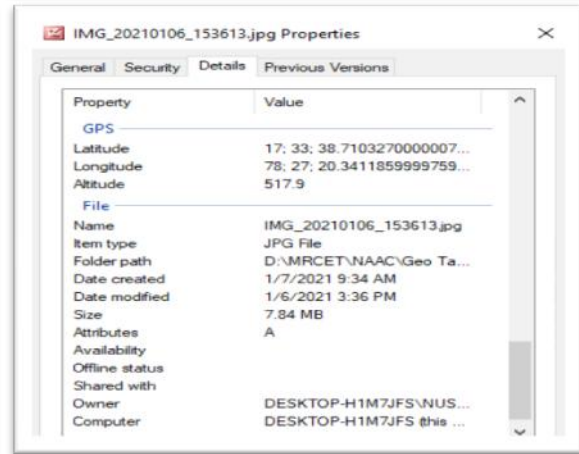 IMG_20210106_153613.jpg Properties
General Security Details Previous Versions
Property Value
GPS
Latitude 17; 33; 38.7103270000007...
Longitude 78; 27; 20.3411859999759...
Altitude 517.9
File
Name IMG_20210106_153613.jpg
Item type JPG File
Folder path D:\MRCET\NAAC\Geo Ta...
Date created 1/7/2021 9:34 AM
Date modified 1/6/2021 3:36 PM
Size 7.84 MB
Attributes A
Availability
Offline status
Shared with
Owner DESKTOP-H1M7JFS\NUS...
Computer DESKTOP-H1M7JFS (this ...